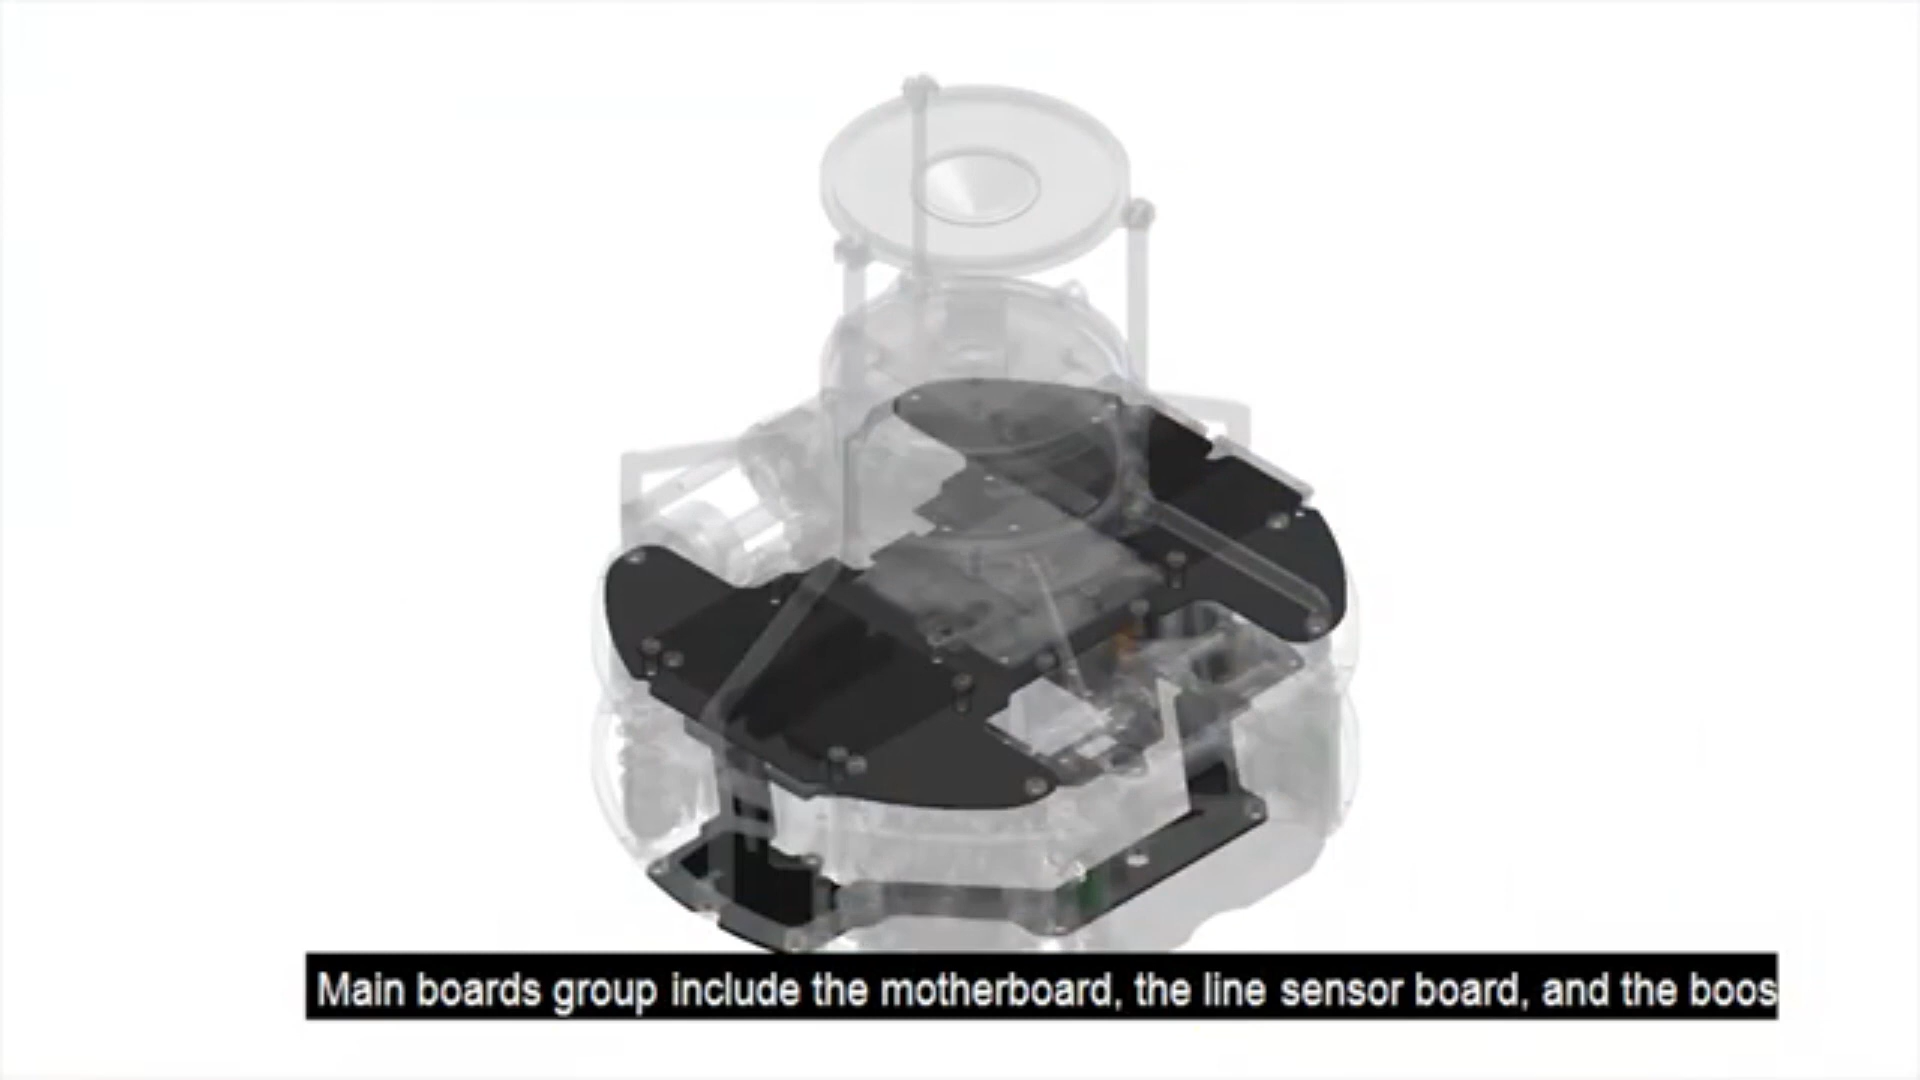 Main boards group include the motherboard, the line sensor board, and the boos